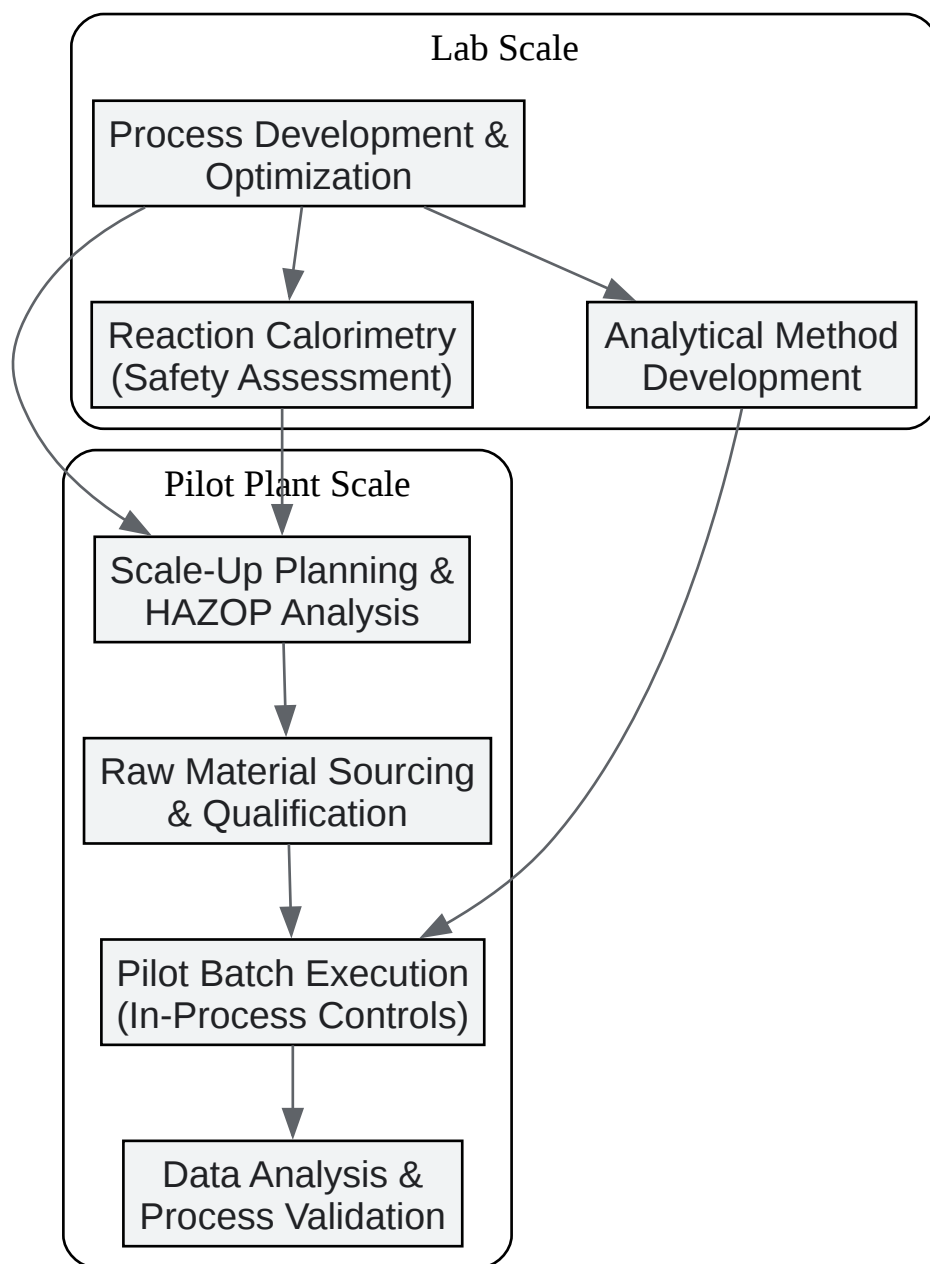 Lab Scale
Process Development &
Optimization
Reaction Calorimetry
(Safety Assessment)
Analytical Method
Development
Pilot Plant Scale
Scale-Up Planning &
HAZOP Analysis
Raw Material Sourcing
& Qualification
Pilot Batch Execution
(In-Process Controls)
Data Analysis &
Process Validation